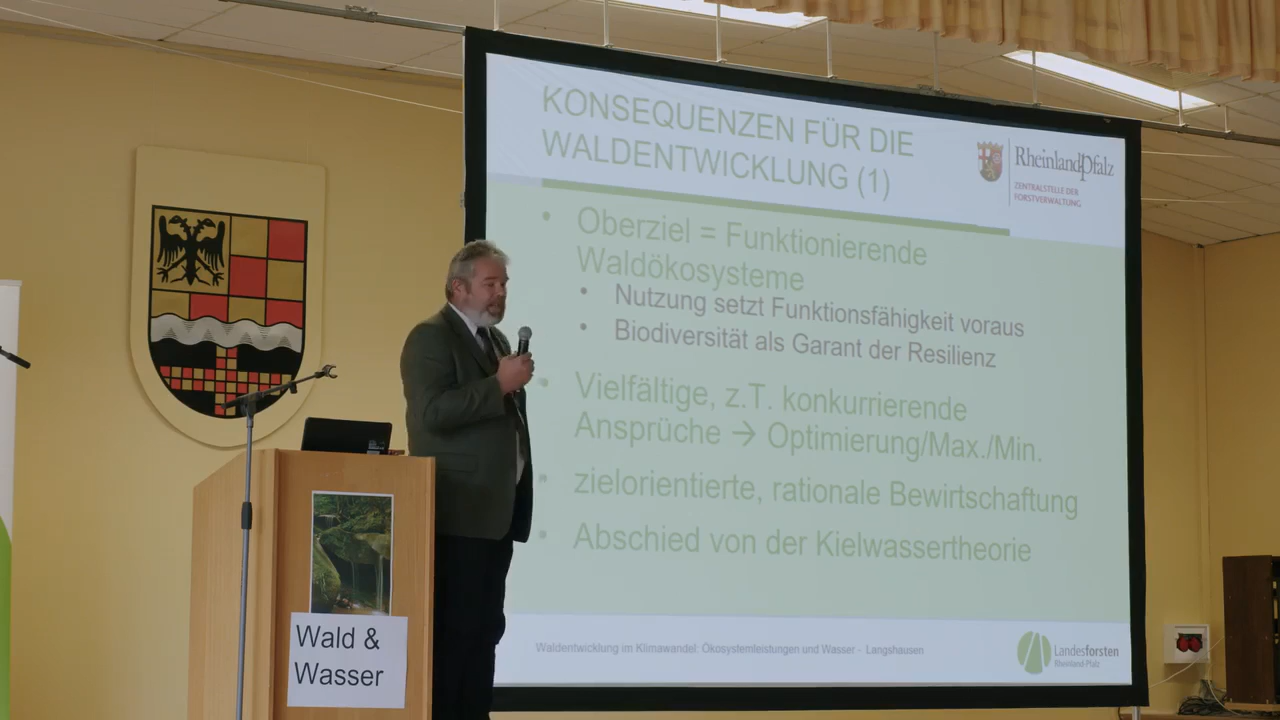 KONSEQUENZEN FÜR DIE
WALDENTWICKLUNG (1)
RheinlandPfalz
ZENTRALSTELLE DER
FORSTVERWALTUNG
• Oberziel = Funktionierende
Waldökosysteme
• Nutzung setzt Funktionsfähigkeit voraus
• Biodiversität als Garant der Resilienz
• Vielfältige, z.T. konkurrierende
Ansprüche → Optimierung/Max./Min.
• zielorientierte, rationale Bewirtschaftung
• Abschied von der Kielwassertheorie
Waldentwicklung im Klimawandel: Ökosystemleistungen und Wasser - Langshausen
Landesforsten
Rheinland-Pfalz
Wald &
Wasser